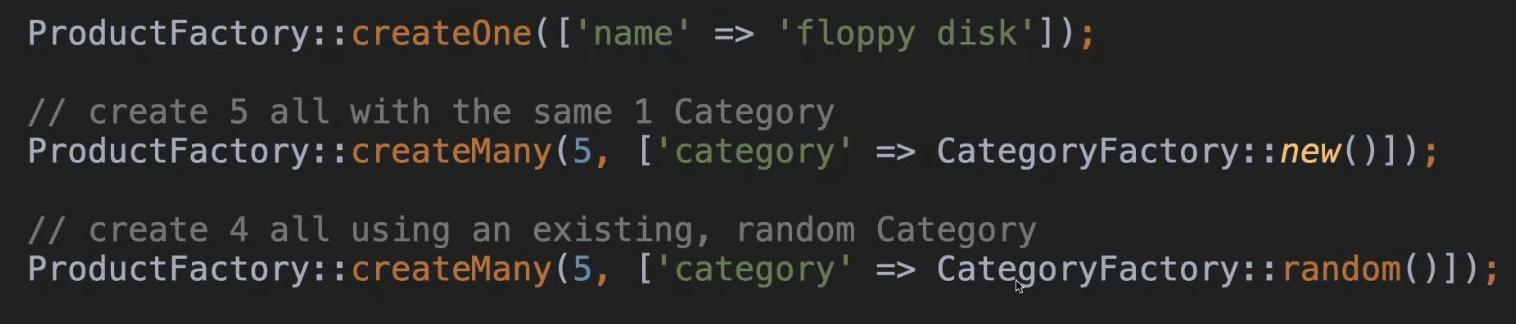 ProductFactory::createOne(['name' => 'floppy disk']);
// create 5 all with the same 1 Category
ProductFactory::createMany(5, ['category' => CategoryFactory::new()]);
// create 4 all using an existing, random Category
ProductFactory::createMany(5, ['category' => CategoryFactory::random()]);